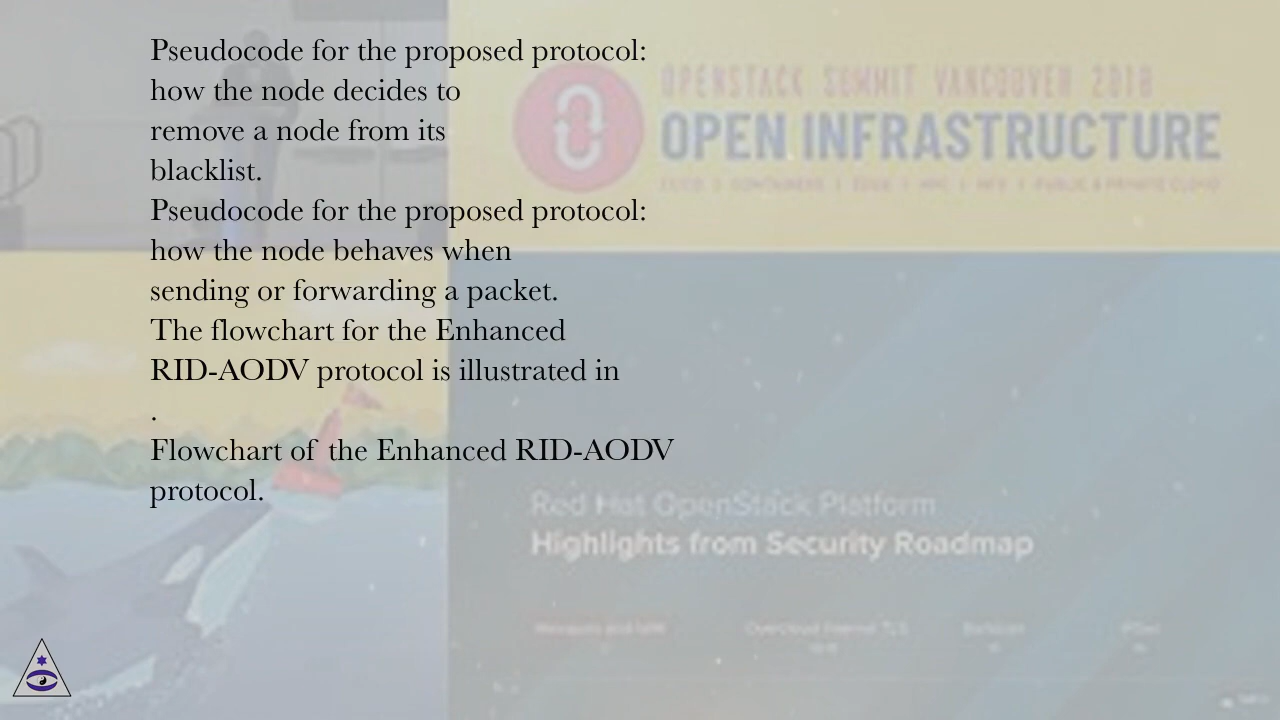 Pseudocode for the proposed protocol:
how the node decides to
remove a node from its
blacklist.
Pseudocode for the proposed protocol:
how the node behaves when
sending or forwarding a packet.
The flowchart for the Enhanced
RID-AODV protocol is illustrated in
.
Flowchart of the Enhanced RID-AODV
protocol.
OPENSTACK SUMMIT VANCOUVER 2018
OPEN INFRASTRUCTURE
Red Hat OpenStack Platform
Highlights from Security Roadmap